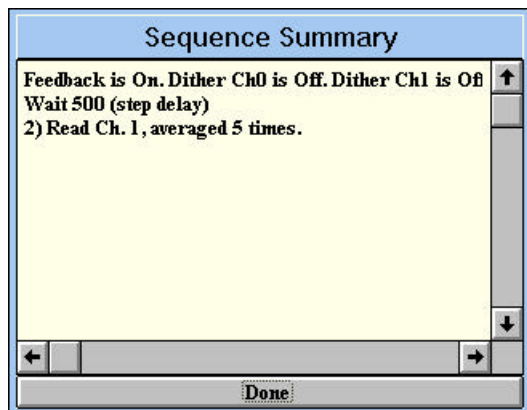 Sequence Summary
Feedback is On. Dither Ch0 is Off. Dither Ch1 is Off
Wait 500 (step delay)
2) Read Ch. 1, averaged 5 times.
Done